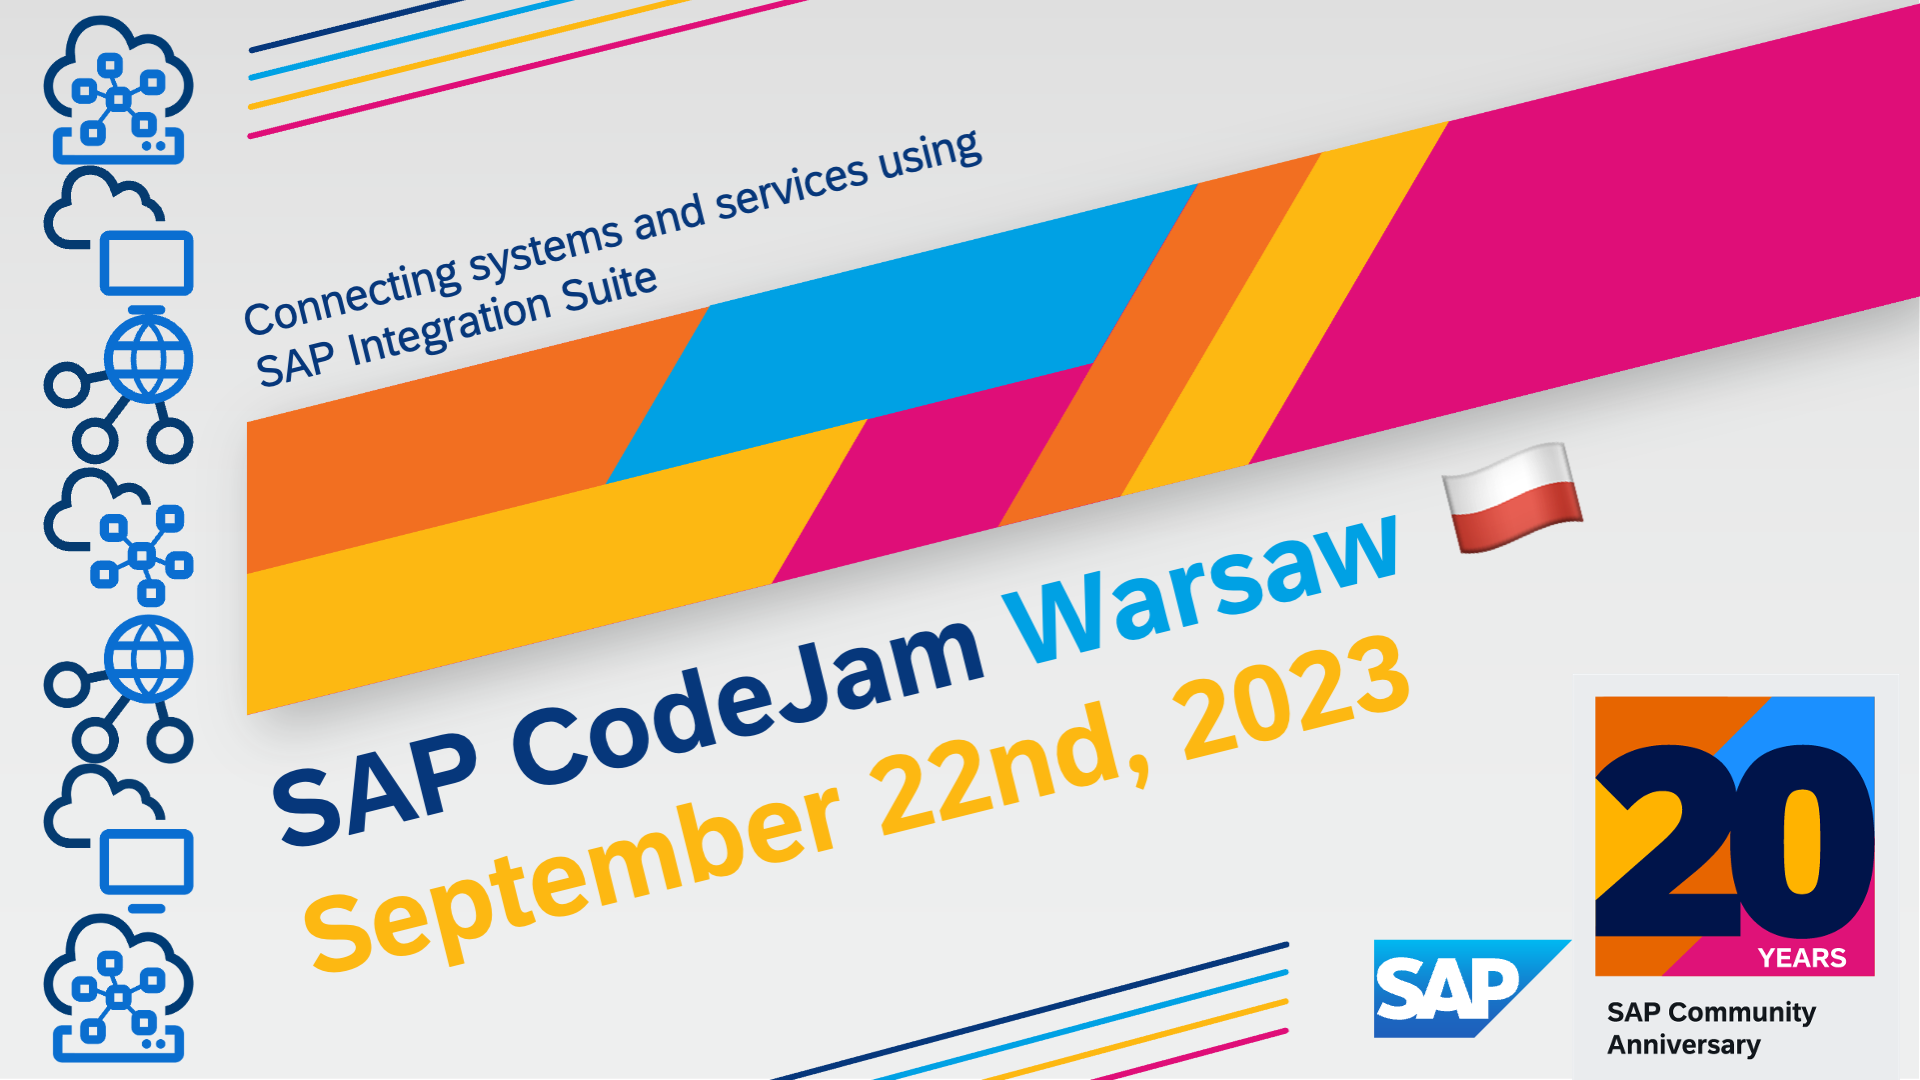 Connecting systems and services using
SAP Integration Suite
SAP CodeJam Warsaw
September 22nd, 2023
SAP
20
YEARS
SAP Community
Anniversary